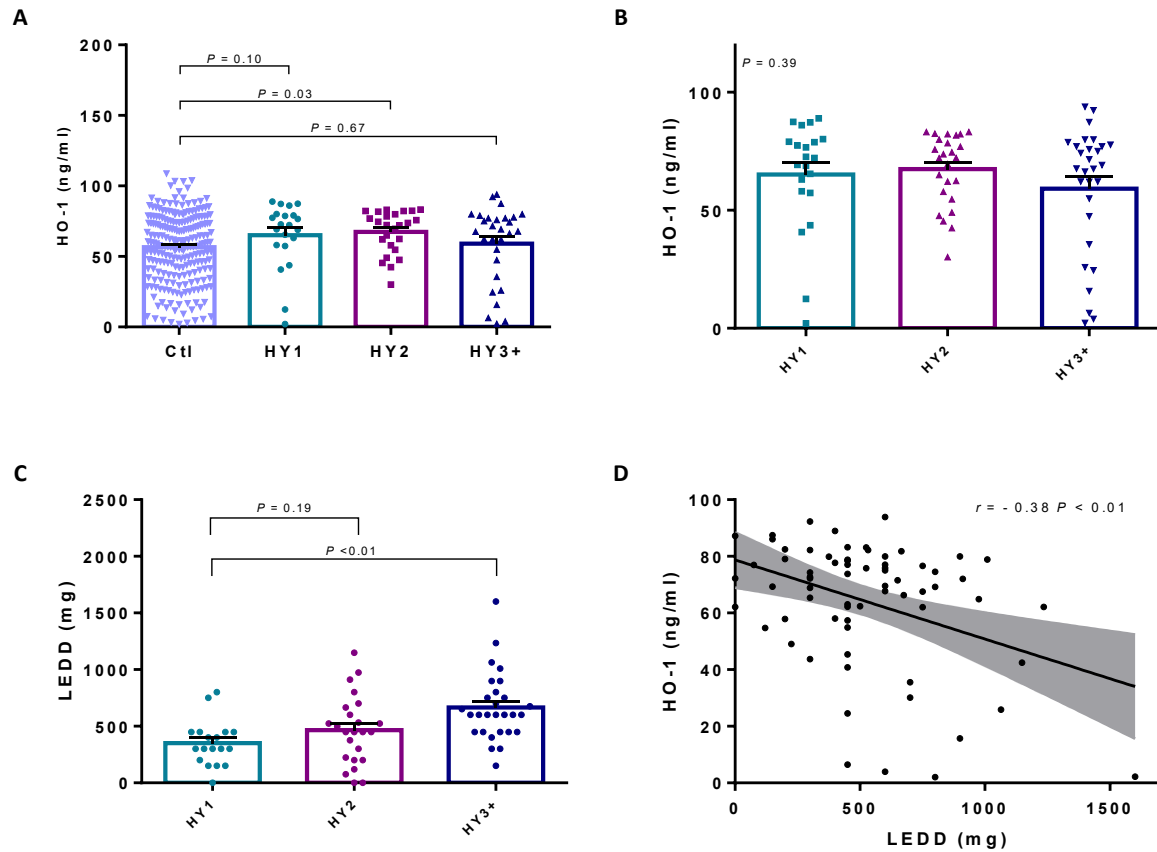 A
HO-1 (ng/ml)
200
150
100
50
0
P = 0.10
P = 0.03
P = 0.67
Ctl HY1 HY2 HY3+
B
HO-1 (ng/ml)
100
50
0
P = 0.39
HY1 HY2 HY3+
C
LEDD (mg)
2500
2000
1500
1000
500
0
P = 0.19
P <0.01
HY1 HY2 HY3+
D
HO-1 (ng/ml)
100
80
60
40
20
0
r = - 0.38 P < 0.01
0 500 1000 1500
LEDD (mg)